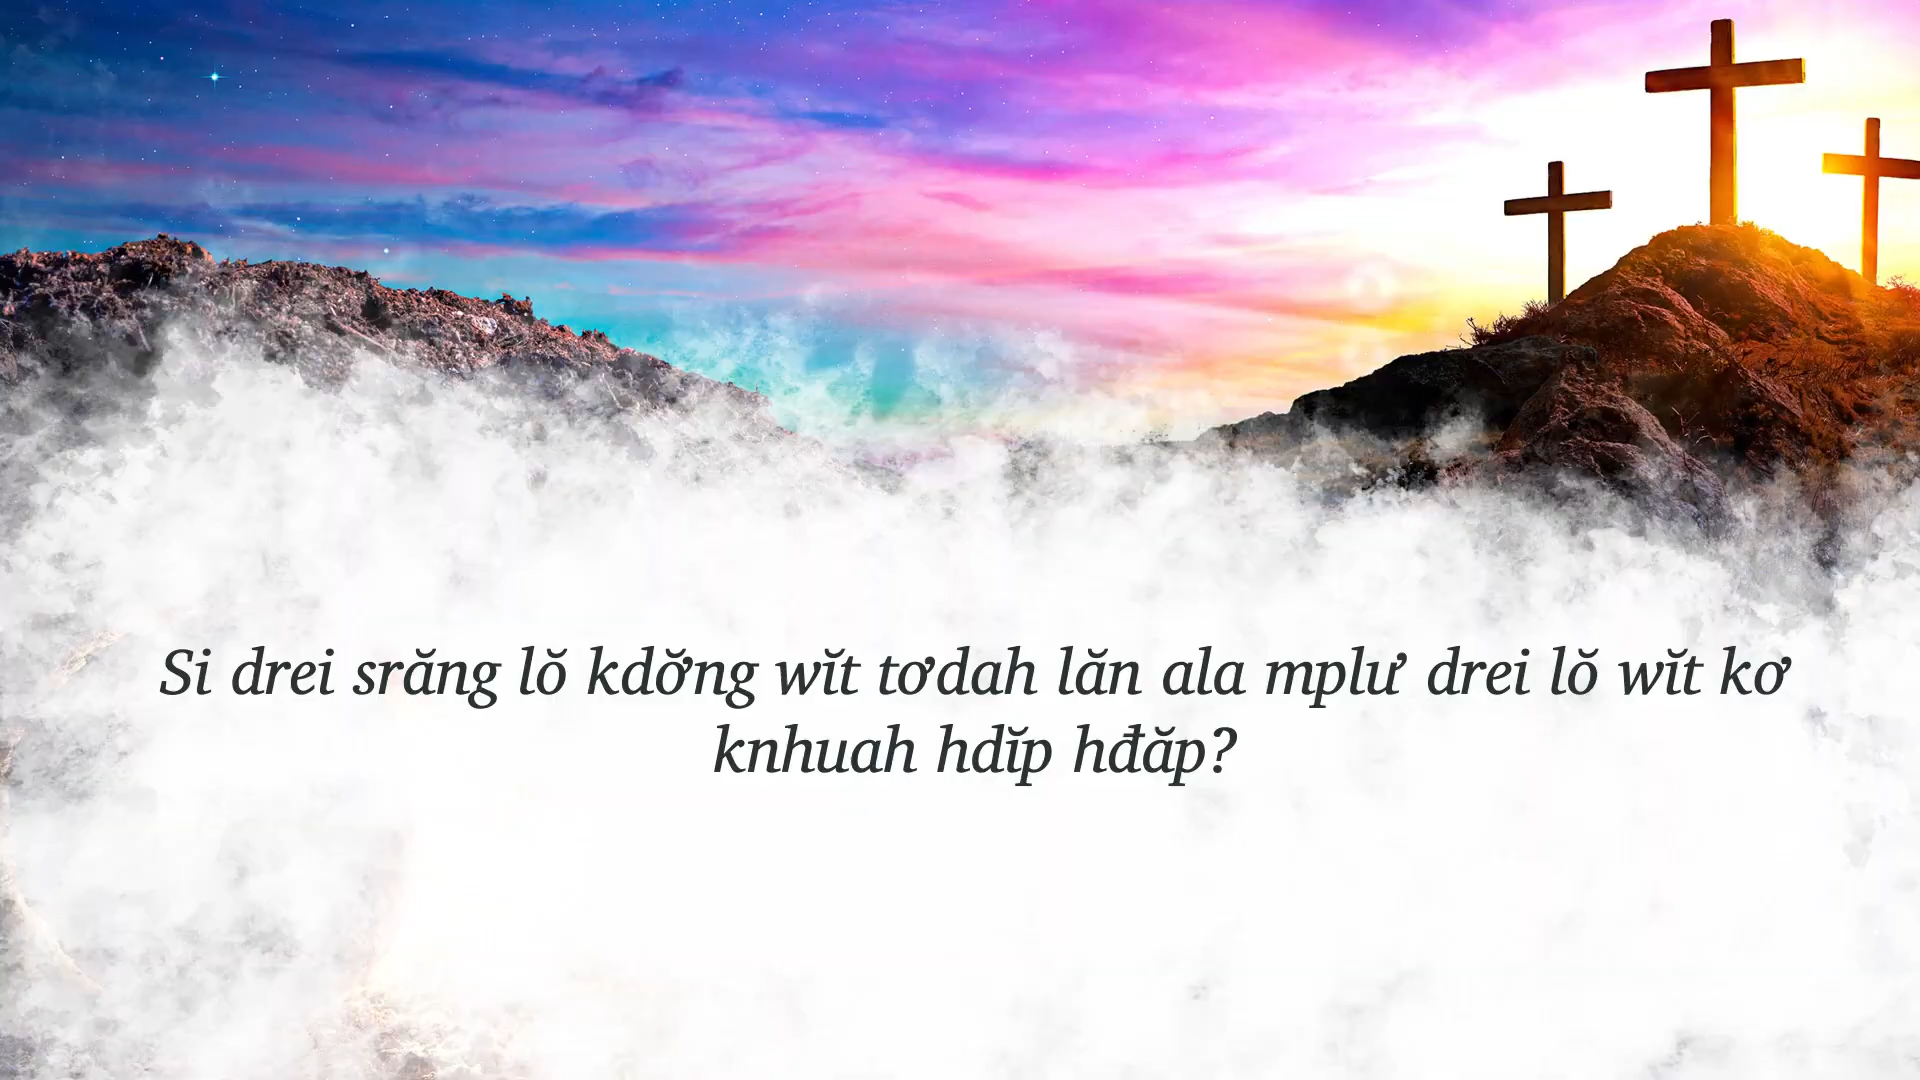 Si drei srăng lŏ kdơ̆ng wĭt tơdah lăn ala mplư drei lŏ wĭt kơ
knhuah hdĭp hđăp?